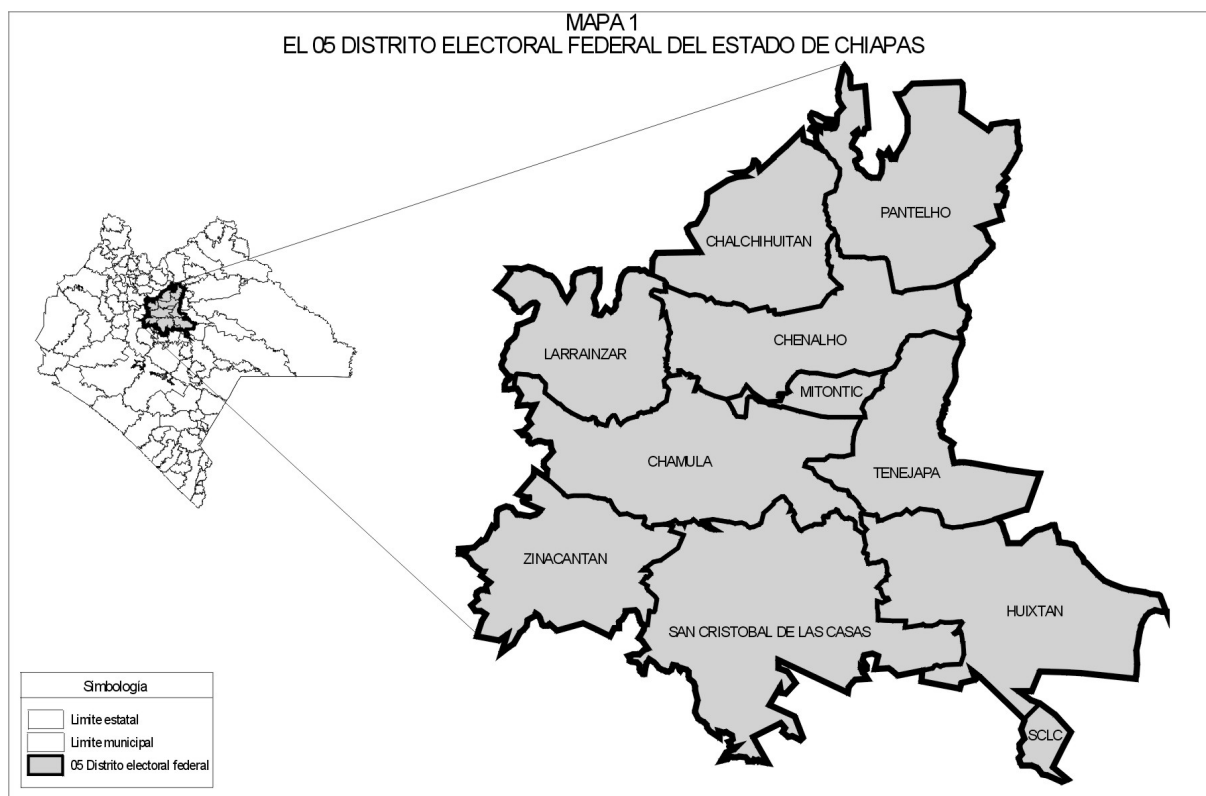 MAPA 1
EL 05 DISTRITO ELECTORAL FEDERAL DEL ESTADO DE CHIAPAS
PANTELHO
CHALCHIHUITAN
CHENALHO
LARRAINZAR
MITONTIC
CHAMULA
TENEJAPA
ZINACANTAN
HUIXTAN
SAN CRISTOBAL DE LAS CASAS
SCLC
Simbología
Limite estatal
Limite municipal
05 Distrito electoral federal